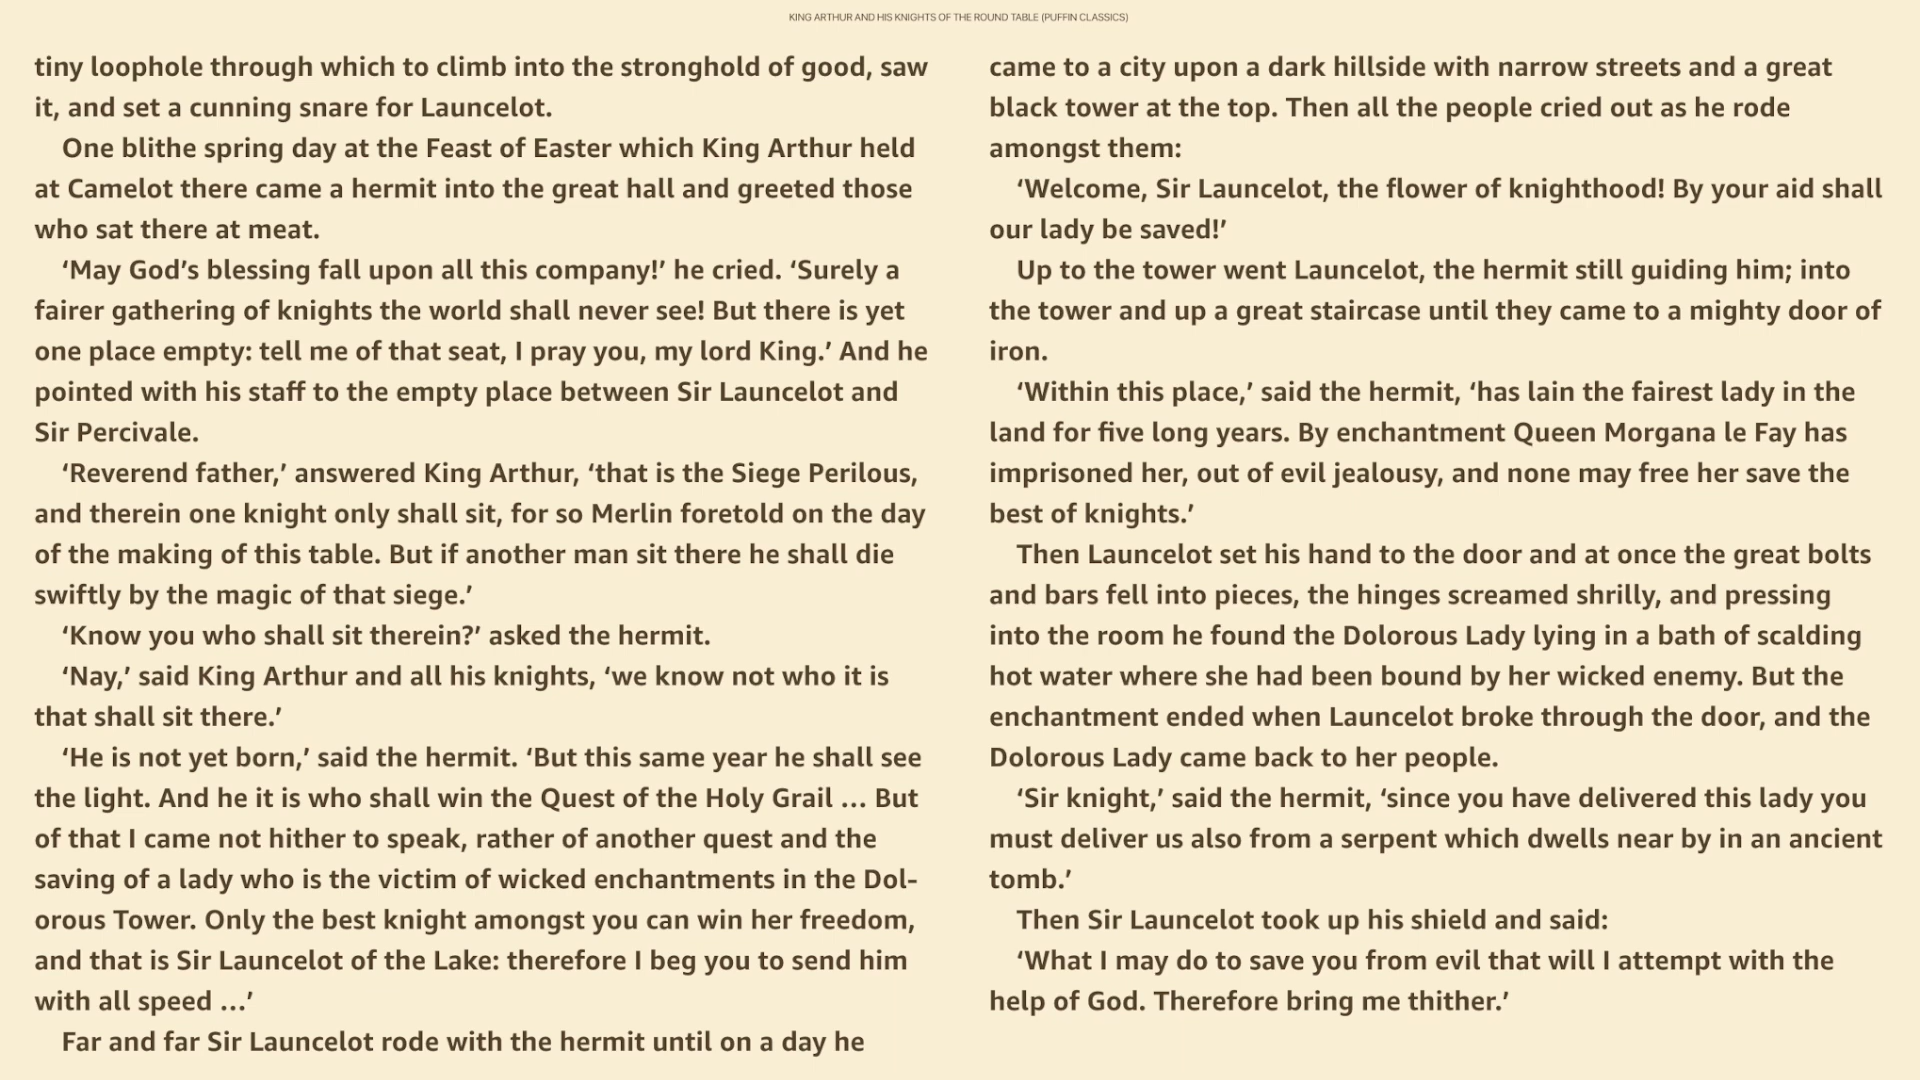 KING ARTHUR AND HIS KNIGHTS OF THE ROUND TABLE (PUFFIN CLASSICS)
tiny loophole through which to climb into the stronghold of good, saw
it, and set a cunning snare for Launcelot.
One blithe spring day at the Feast of Easter which King Arthur held
at Camelot there came a hermit into the great hall and greeted those
who sat there at meat.
‘May God’s blessing fall upon all this company!’ he cried. ‘Surely a
fairer gathering of knights the world shall never see! But there is yet
one place empty: tell me of that seat, I pray you, my lord King.’ And he
pointed with his staff to the empty place between Sir Launcelot and
Sir Percivale.
‘Reverend father,’ answered King Arthur, ‘that is the Siege Perilous,
and therein one knight only shall sit, for so Merlin foretold on the day
of the making of this table. But if another man sit there he shall die
swiftly by the magic of that siege.’
‘Know you who shall sit therein?’ asked the hermit.
‘Nay,’ said King Arthur and all his knights, ‘we know not who it is
that shall sit there.’
‘He is not yet born,’ said the hermit. ‘But this same year he shall see
the light. And he it is who shall win the Quest of the Holy Grail … But
of that I came not hither to speak, rather of another quest and the
saving of a lady who is the victim of wicked enchantments in the Dol-
orous Tower. Only the best knight amongst you can win her freedom,
and that is Sir Launcelot of the Lake: therefore I beg you to send him
with all speed …’
Far and far Sir Launcelot rode with the hermit until on a day he
came to a city upon a dark hillside with narrow streets and a great
black tower at the top. Then all the people cried out as he rode
amongst them:
‘Welcome, Sir Launcelot, the flower of knighthood! By your aid shall
our lady be saved!’
Up to the tower went Launcelot, the hermit still guiding him; into
the tower and up a great staircase until they came to a mighty door of
iron.
‘Within this place,’ said the hermit, ‘has lain the fairest lady in the
land for five long years. By enchantment Queen Morgana le Fay has
imprisoned her, out of evil jealousy, and none may free her save the
best of knights.’
Then Launcelot set his hand to the door and at once the great bolts
and bars fell into pieces, the hinges screamed shrilly, and pressing
into the room he found the Dolorous Lady lying in a bath of scalding
hot water where she had been bound by her wicked enemy. But the
enchantment ended when Launcelot broke through the door, and the
Dolorous Lady came back to her people.
‘Sir knight,’ said the hermit, ‘since you have delivered this lady you
must deliver us also from a serpent which dwells near by in an ancient
tomb.’
Then Sir Launcelot took up his shield and said:
‘What I may do to save you from evil that will I attempt with the
help of God. Therefore bring me thither.’